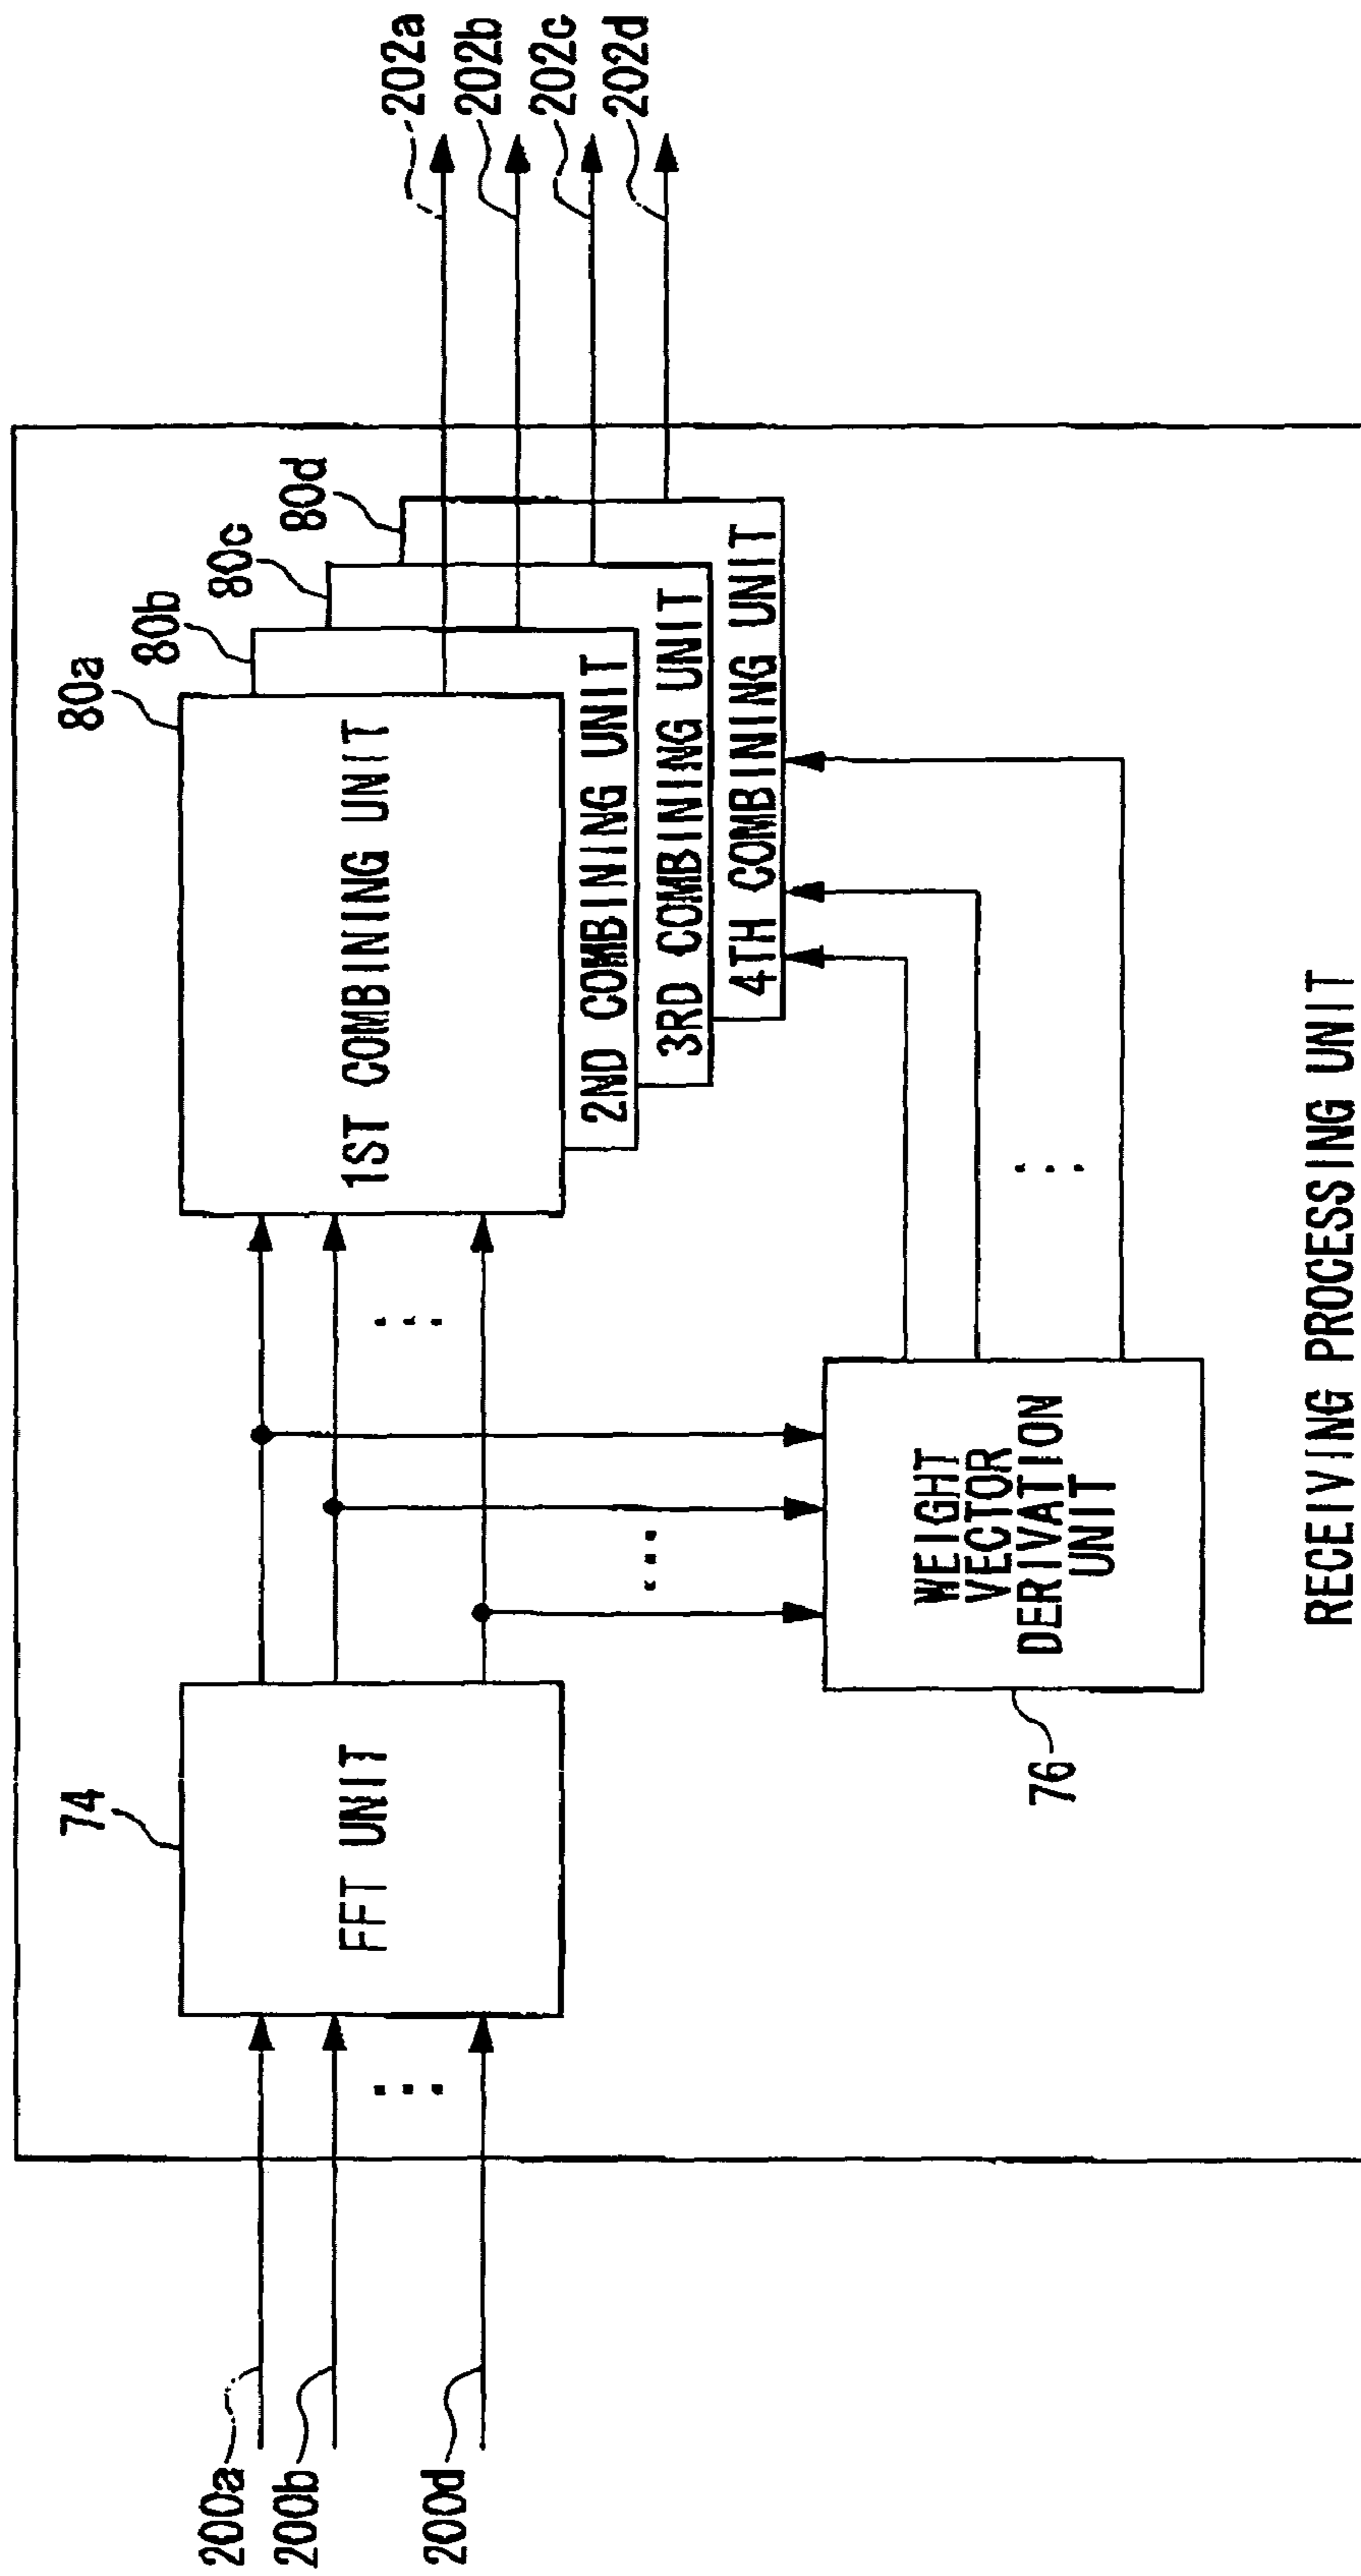 200a
200b
200d
74
FFT UNIT
76
WEIGHT
VECTOR
DERIVATION
UNIT
80a
80b
80c
80d
1ST COMBINING UNIT
2ND COMBINING UNIT
3RD COMBINING UNIT
4TH COMBINING UNIT
202a
202b
202c
202d
RECEIVING PROCESSING UNIT